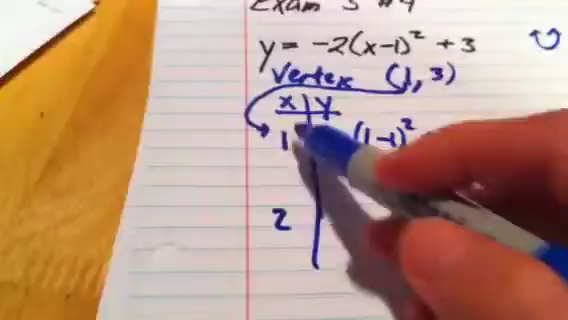 Exam 3 #4
y = -2(x-1)² + 3
Vertex (1, 3)
x y
1 (1-1)²
2